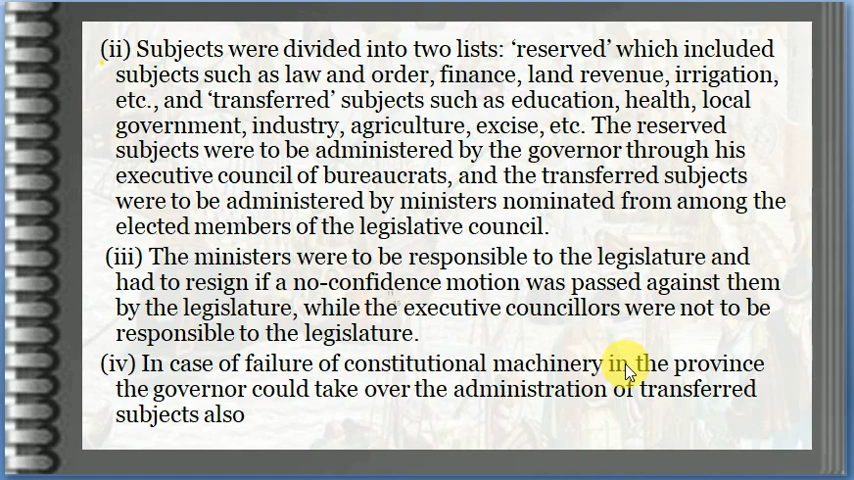 (ii) Subjects were divided into two lists: ‘reserved’ which included
subjects such as law and order, finance, land revenue, irrigation,
etc., and ‘transferred’ subjects such as education, health, local
government, industry, agriculture, excise, etc. The reserved
subjects were to be administered by the governor through his
executive council of bureaucrats, and the transferred subjects
were to be administered by ministers nominated from among the
elected members of the legislative council.
(iii) The ministers were to be responsible to the legislature and
had to resign if a no-confidence motion was passed against them
by the legislature, while the executive councillors were not to be
responsible to the legislature.
(iv) In case of failure of constitutional machinery in the province
the governor could take over the administration of transferred
subjects also